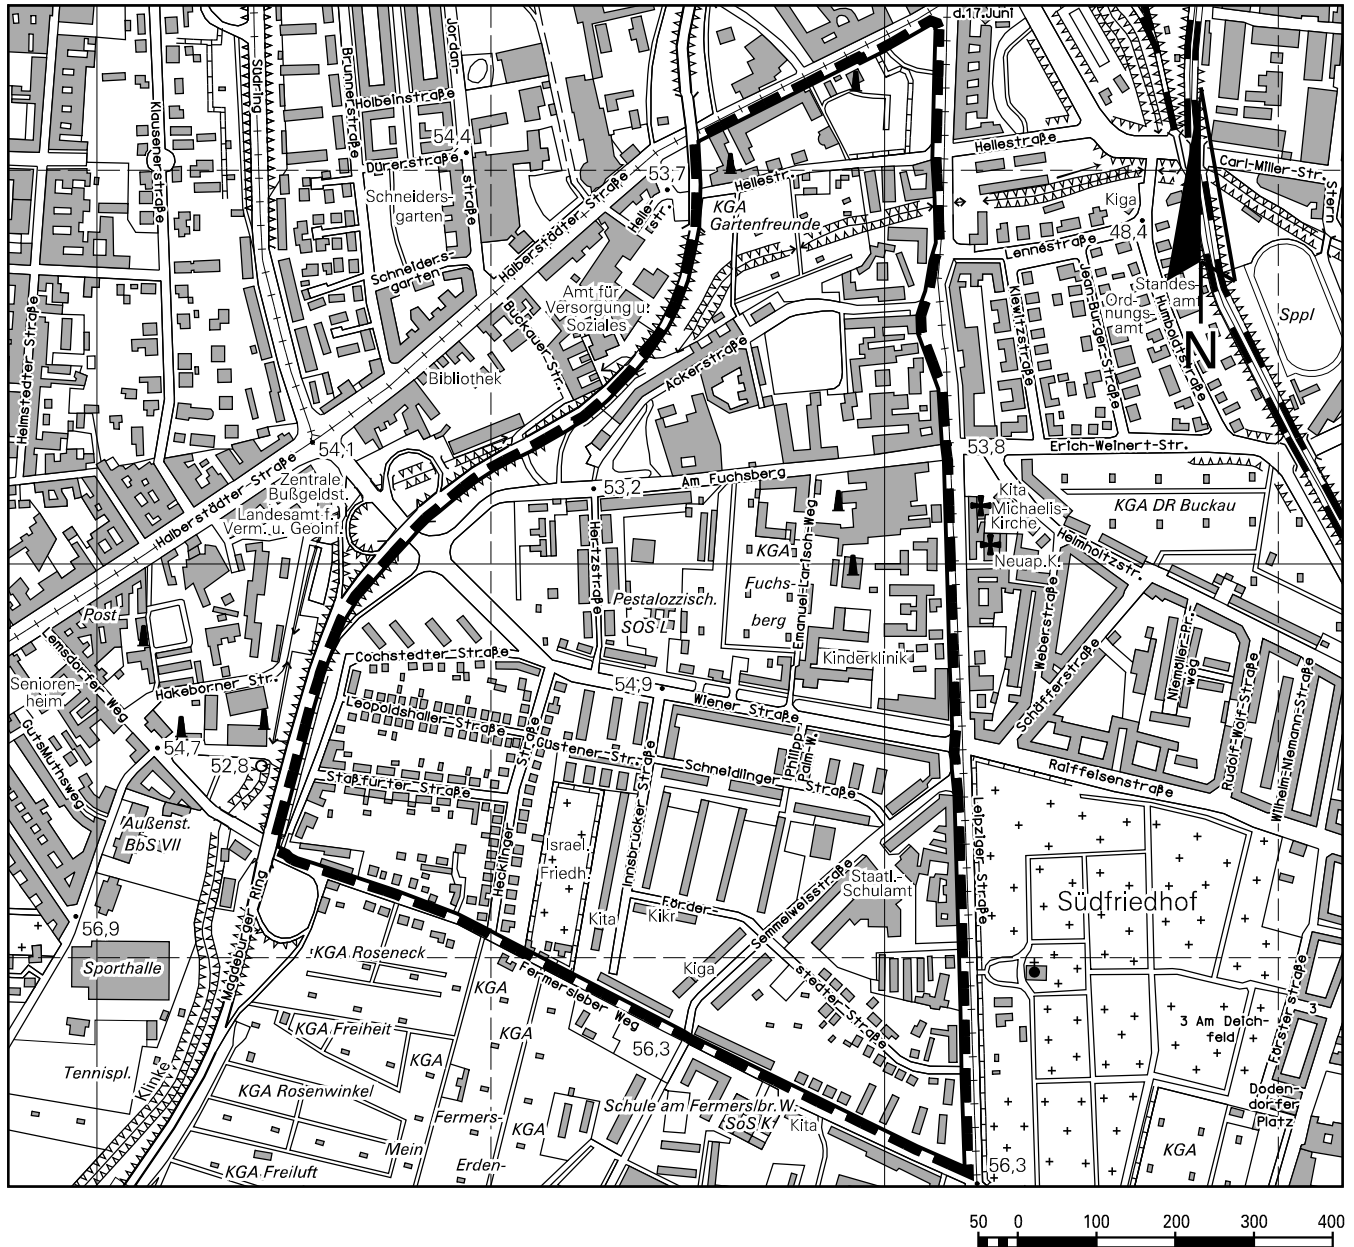 d.17.Juni
Südring
Brunnerstraße
Jordan-
straße
Holbeinstraße
Klausenerstraße
54,4
Dürerstraße
Schneiders-
garten
53,7
Hellestr.
Helle-
str.
Hellestraße
Carl-Miller-Str.
Stern
KGA
Gartenfreunde
Kiga
48,4
Lennéstraße
Halberstädter-Straße
Schneiders-
garten
Buckauer-Str.
Amt für
Versorgung u.
Soziales
Standes-
amt
Ord-
nungs-
amt
Humboldtstraße
Jean-Burger-Straße
Klewitzstraße
Sppl
N
Helmstedter-Straße
Ackerstraße
Bibliothek
54,1
53,8
Erich-Weinert-Str.
Halberstädter-Straße
Zentrale
Bußgeldst.
Landesamt f.
Verm. u. Geoinf.
53,2
Am Fuchsberg
Kita
Michaelis-
Kirche
KGA DR Buckau
Neuap.K.
Helmholtzstr.
Hertzstraße
Emanuel-Larisch-Weg
KGA
Fuchs-
berg
Pestalozzisch.
SOS L
Weberstraße
Schäfferstraße
Niemöller-Pr.-
weg
Rudolf-Wolf-Straße
Wilhelm-Niemann-Straße
Post
Lemsdorfer Weg
Cochstedter-Straße
Kinderklinik
Senioren-
heim
Hakeborner Str.
54,9
Wiener Straße
Leopoldshaller-Straße
GutsMuthsweg
54,7
52,8
Güstener-Str.
Philipp-
Palm-W.
Schneidlinger-Straße
Staßfurter Straße
Hecklinger
Straße
Innsbrucker Straße
Raiffeisenstraße
Leipziger-Straße
Außenst.
BbS VII
Israel.
Friedh.
Staatl.-
Schulamt
Südfriedhof
Magdeburger-Ring
56,9
Kita
Kikr
Förder-
stedter-Straße
Semmelweisstraße
Sporthalle
KGA Roseneck
Kiga
Fermersleber Weg
KGA
KGA Freiheit
KGA
3
3 Am Deich-
feld
Försterstraße
56,3
KGA
Tennispl.
Klinke
KGA Rosenwinkel
Doden-
dorfer
Platz
Schule am Fermerslbr.W.
SoS K
Kita
Fermers-
KGA
Mein
KGA
Erden-
KGA Freiluft
56,3
50 0 100 200 300 400